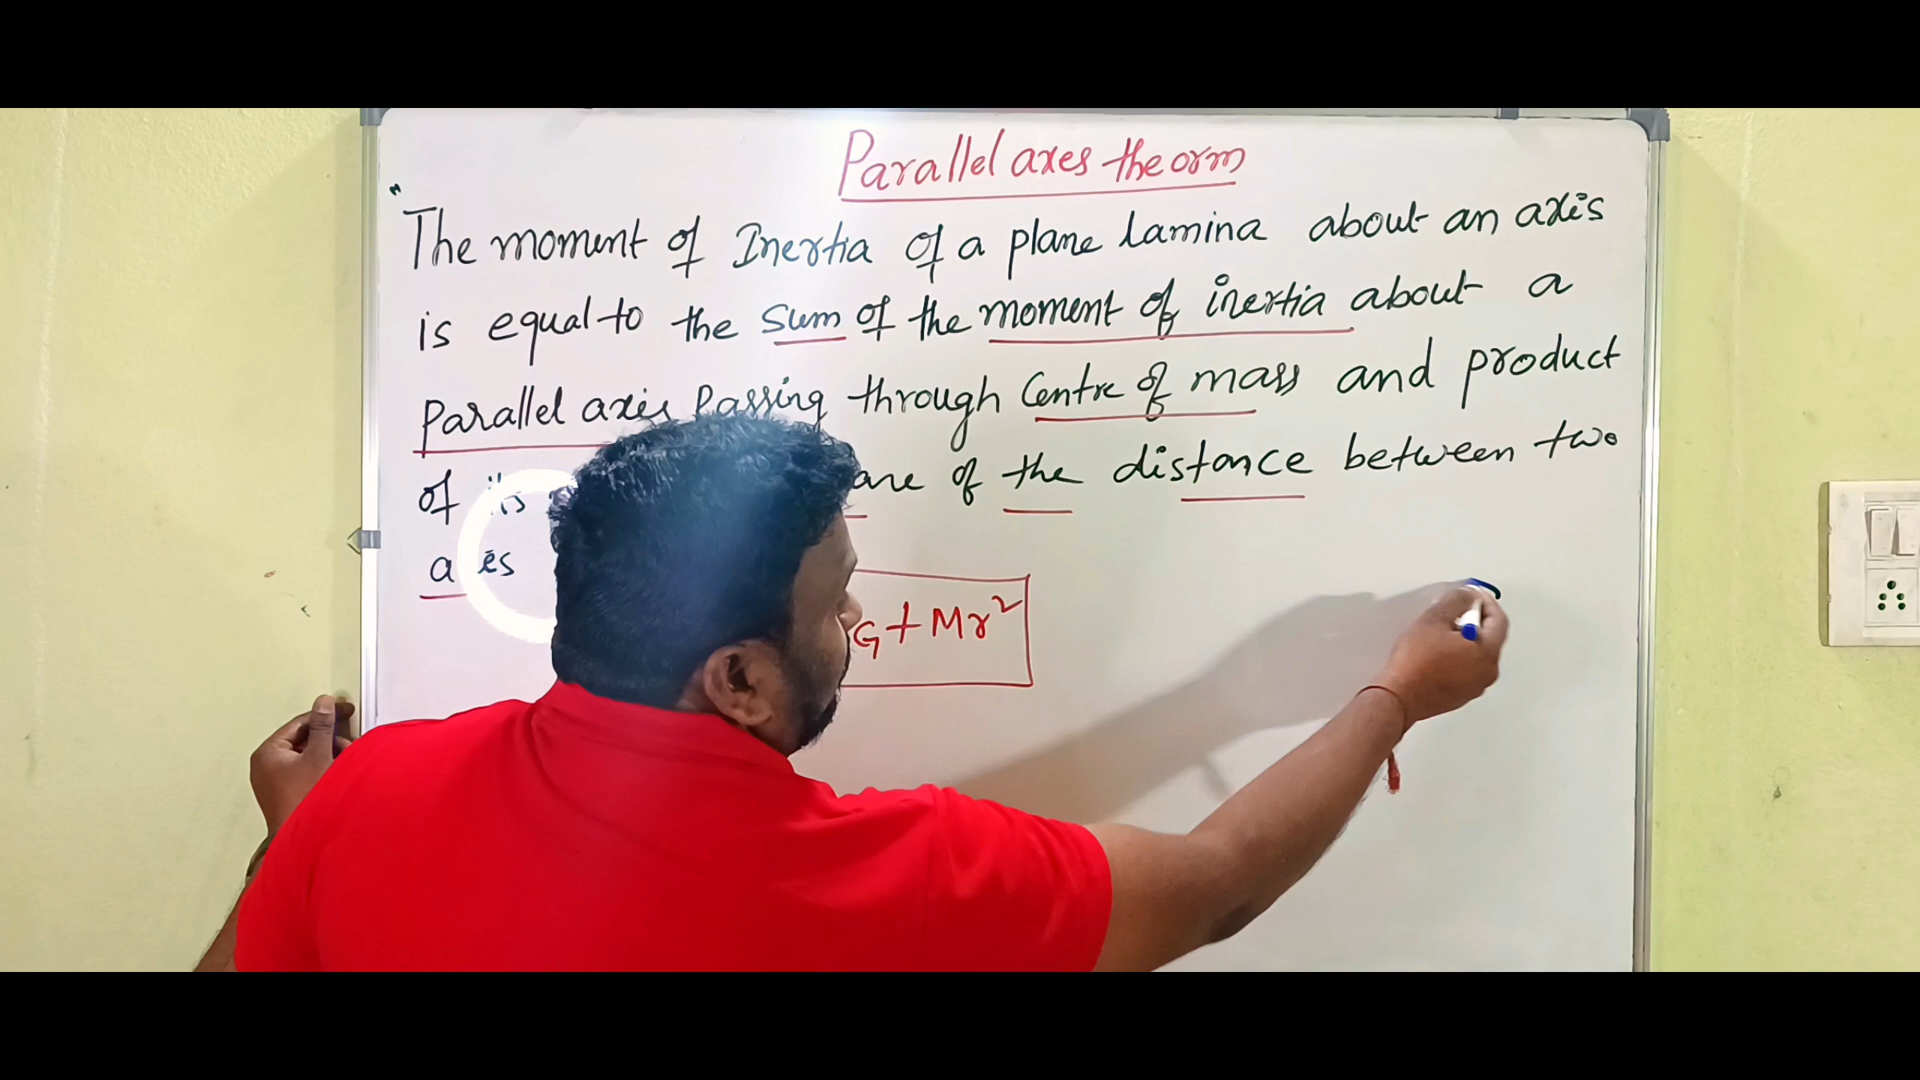 Parallel axes theorm
"The moment of Inertia of a plane lamina about an axis
is equal to the sum of the moment of inertia about a
parallel axis passing through Centre of mass and product
of its of the distance between two
axes
G + Mr²